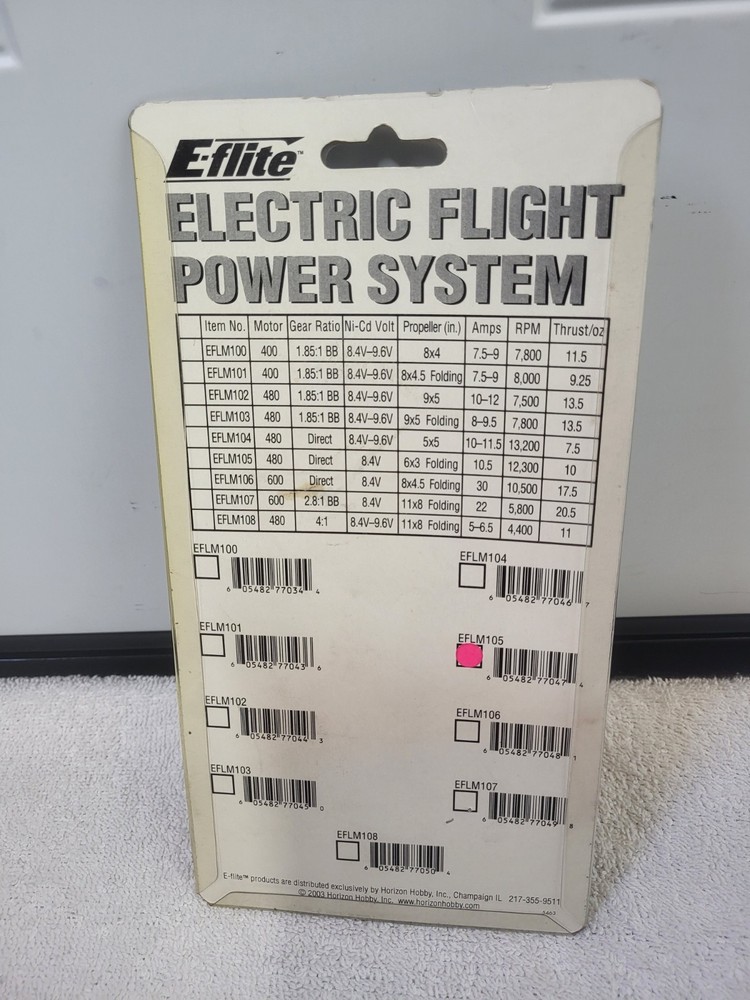 E-flite™
ELECTRIC FLIGHT
POWER SYSTEM
Item No. Motor Gear Ratio Ni-Cd Volt Propeller (in.) Amps RPM Thrust/oz
EFLM100 400 1.85:1 BB 8.4V–9.6V 8x4 7.5–9 7,800 11.5
EFLM101 400 1.85:1 BB 8.4V–9.6V 8x4.5 Folding 7.5–9 8,000 9.25
EFLM102 480 1.85:1 BB 8.4V–9.6V 9x5 10–12 7,500 13.5
EFLM103 480 1.85:1 BB 8.4V–9.6V 9x5 Folding 8–9.5 7,800 13.5
EFLM104 480 Direct 8.4V–9.6V 5x5 10–11.5 13,200 7.5
EFLM105 480 Direct 8.4V 6x3 Folding 10.5 12,300 10
EFLM106 600 Direct 8.4V 8x4.5 Folding 30 10,500 17.5
EFLM107 600 2.8:1 BB 8.4V 11x8 Folding 22 5,800 20.5
EFLM108 480 4:1 8.4V–9.6V 11x8 Folding 5–6.5 4,400 11
EFLM100
6 05482 77034 4
EFLM104
6 05482 77046 7
EFLM101
6 05482 77043 6
EFLM105
6 05482 77047 4
EFLM102
6 05482 77044 3
EFLM106
6 05482 77048 1
EFLM103
6 05482 77045 0
EFLM107
6 05482 77049 8
EFLM108
6 05482 77050 4
E-flite™ products are distributed exclusively by Horizon Hobby, Inc., Champaign IL 217-355-9511
© 2003 Horizon Hobby, Inc. www.horizonhobby.com